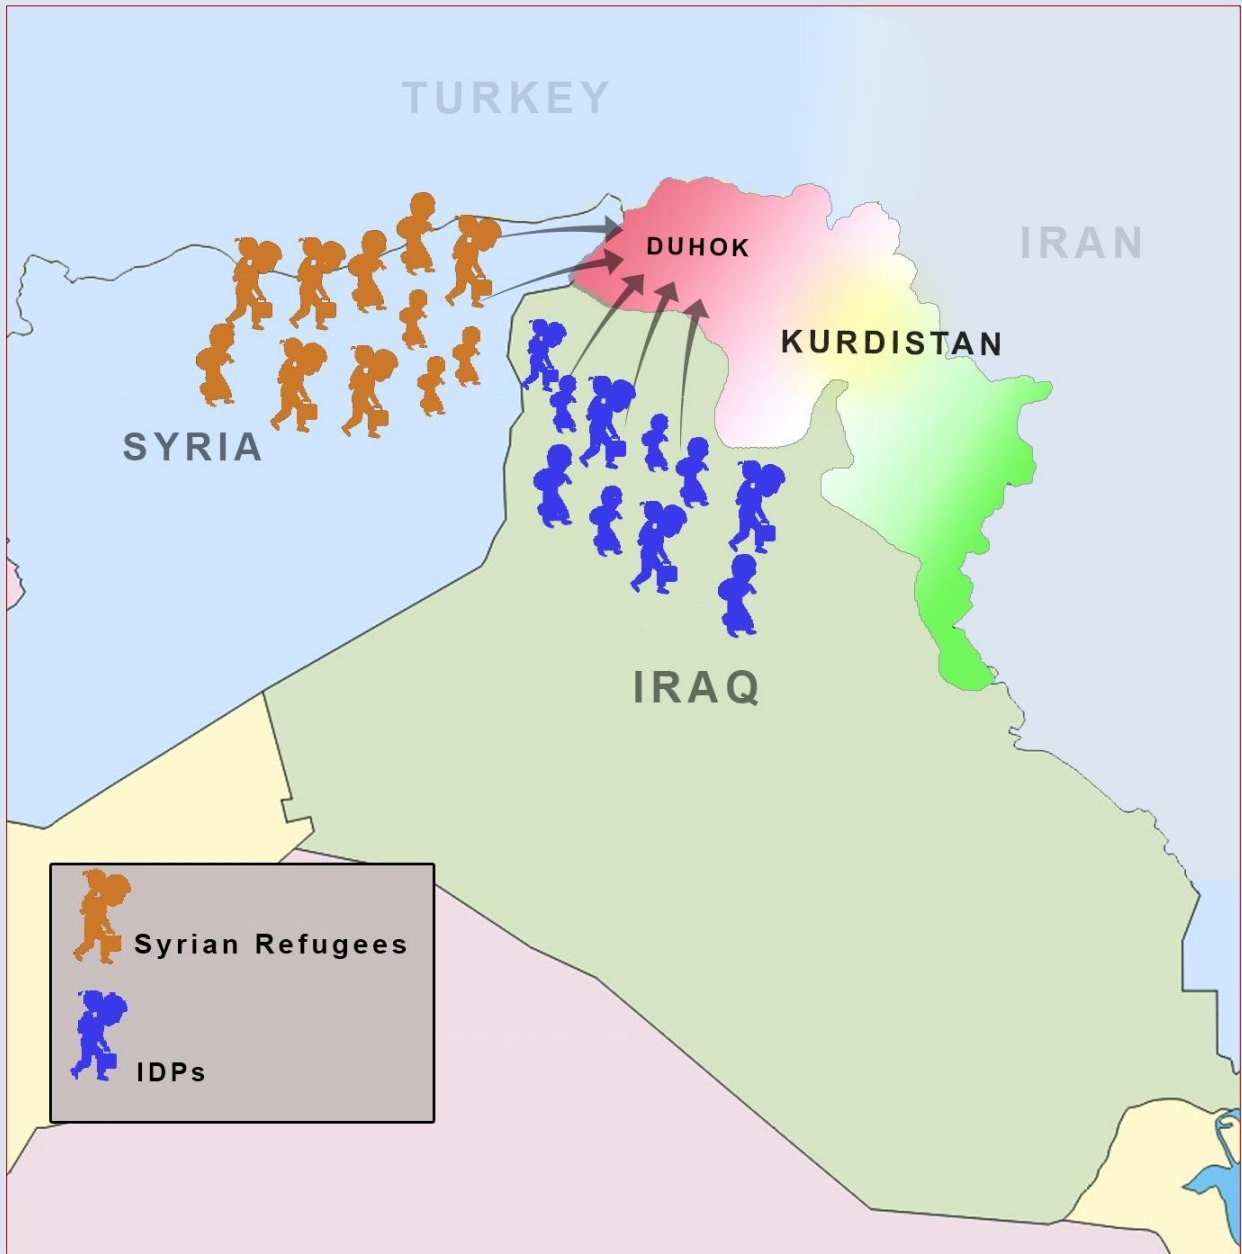 TURKEY
IRAN
DUHOK
KURDISTAN
SYRIA
IRAQ
Syrian Refugees
IDPs